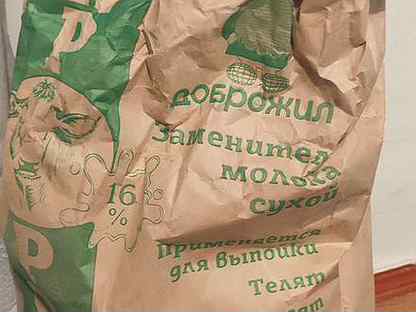 Р
ДОБРОЖИЛ
Заменитель
молока
сухой
16
%
Р
Применяется
для выпойки
Телят